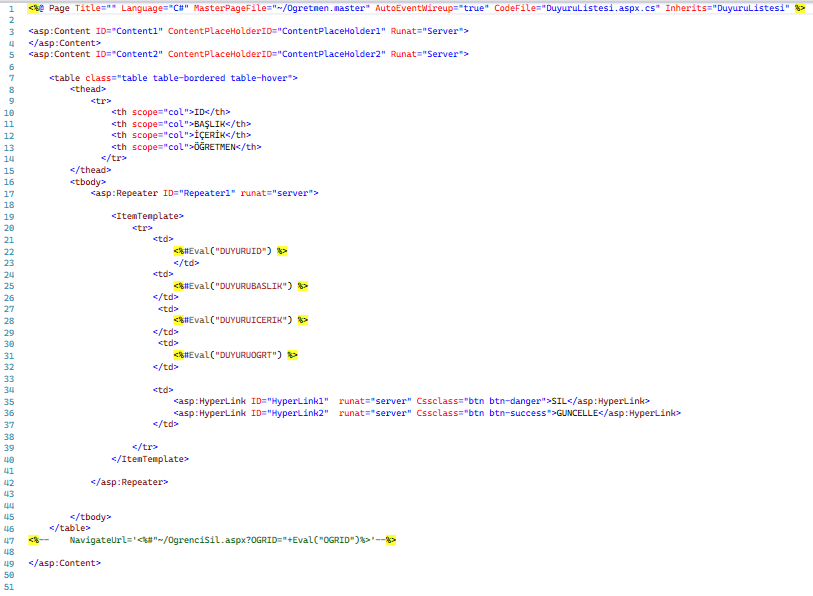 1 <%@ Page Title="" Language="C#" MasterPageFile="~/Ogretmen.master" AutoEventWireup="true" CodeFile="DuyuruListesi.aspx.cs" Inherits="DuyuruListesi" %>
2
3 <asp:Content ID="Content1" ContentPlaceHolderID="ContentPlaceHolder1" Runat="Server">
4 </asp:Content>
5 <asp:Content ID="Content2" ContentPlaceHolderID="ContentPlaceHolder2" Runat="Server">
6
7 <table class="table table-bordered table-hover">
8 <thead>
9 <tr>
10 <th scope="col">ID</th>
11 <th scope="col">BAŞLIK</th>
12 <th scope="col">İÇERİK</th>
13 <th scope="col">ÖĞRETMEN</th>
14 </tr>
15 </thead>
16 <tbody>
17 <asp:Repeater ID="Repeater1" runat="server">
18
19 <ItemTemplate>
20 <tr>
21 <td>
22 <%#Eval("DUYURUID") %>
23 </td>
24 <td>
25 <%#Eval("DUYURUBASLIK") %>
26 </td>
27 <td>
28 <%#Eval("DUYURUICERIK") %>
29 </td>
30 <td>
31 <%#Eval("DUYURUOGRT") %>
32 </td>
33
34 <td>
35 <asp:HyperLink ID="HyperLink1" runat="server" Cssclass="btn btn-danger">SIL</asp:HyperLink>
36 <asp:HyperLink ID="HyperLink2" runat="server" Cssclass="btn btn-success">GUNCELLE</asp:HyperLink>
37 </td>
38
39 </tr>
40 </ItemTemplate>
41
42 </asp:Repeater>
43
44
45 </tbody>
46 </table>
47 <%-- NavigateUrl='<%#"~/OgrenciSil.aspx?OGRID="+Eval("OGRID")%>'--%>
48
49 </asp:Content>
50
51